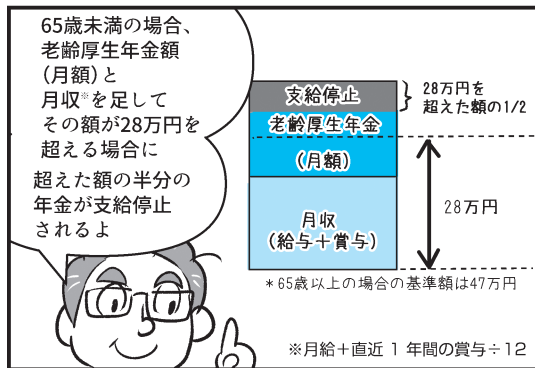 65歳未満の場合、
老齢厚生年金額
(月額)と
月収※を足して
その額が28万円を
超える場合に
超えた額の半分の
年金が支給停止
されるよ
支給停止
老齢厚生年金
(月額)
月収
(給与+賞与)
28万円を
超えた額の1/2
28万円
*65歳以上の場合の基準額は47万円
※月給+直近1年間の賞与÷12